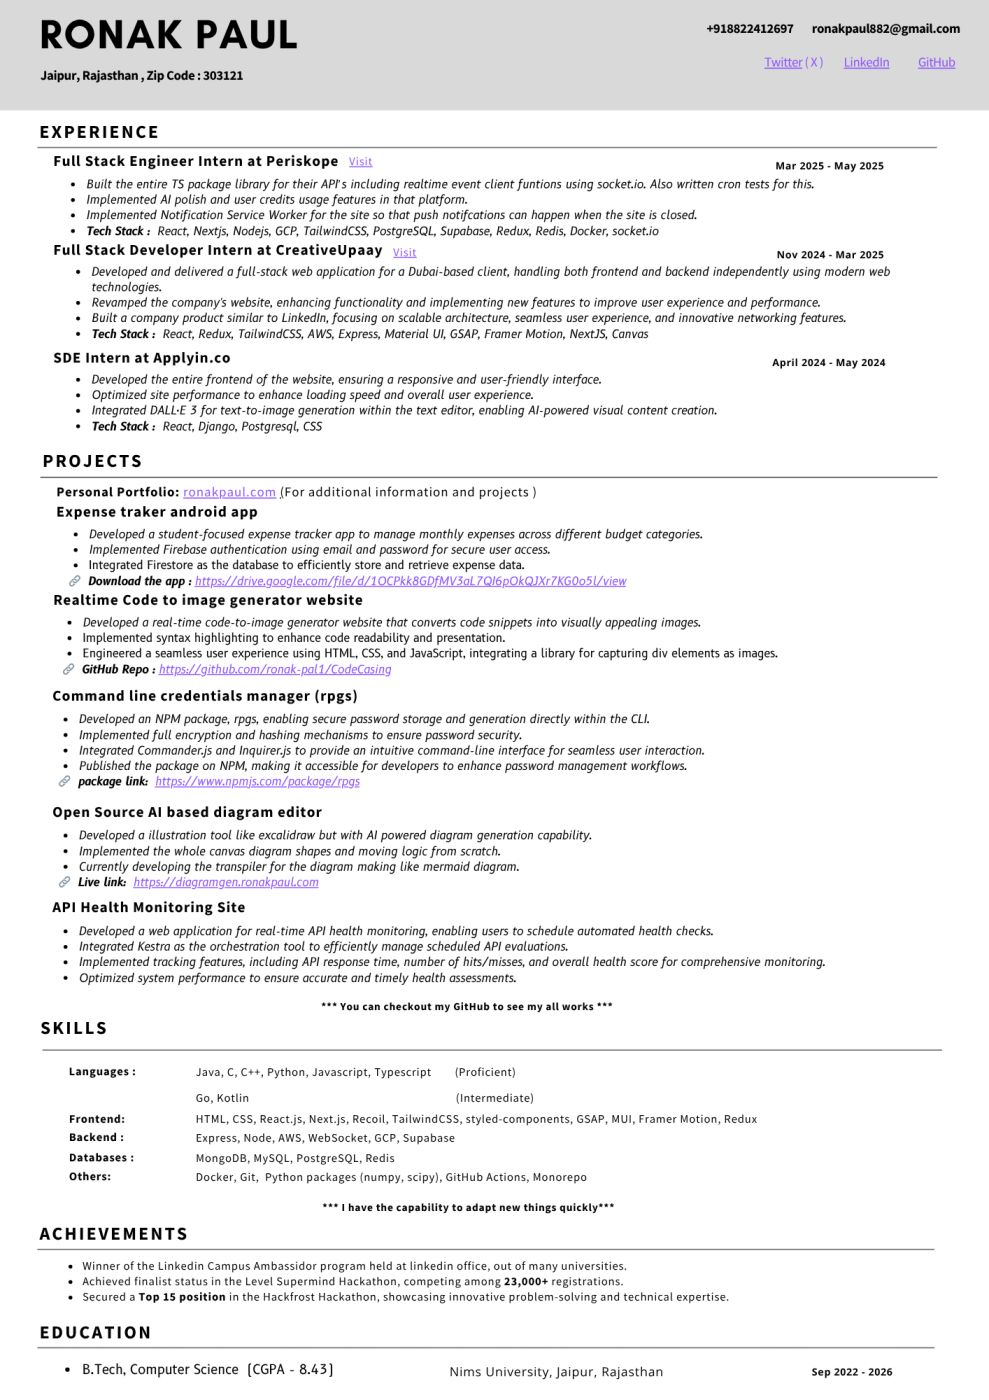 RONAK PAUL
+918822412697 ronakpaul882@gmail.com
Jaipur, Rajasthan , Zip Code : 303121
Twitter ( X ) LinkedIn GitHub
EXPERIENCE
Full Stack Engineer Intern at Periskope Visit Mar 2025 - May 2025
• Built the entire TS package library for their API's including realtime event client funtions using socket.io. Also written cron tests for this.
• Implemented AI polish and user credits usage features in that platform.
• Implemented Notification Service Worker for the site so that push notifcations can happen when the site is closed.
• Tech Stack : React, Nextjs, Nodejs, GCP, TailwindCSS, PostgreSQL, Supabase, Redux, Redis, Docker, socket.io
Full Stack Developer Intern at CreativeUpaay Visit Nov 2024 - Mar 2025
• Developed and delivered a full-stack web application for a Dubai-based client, handling both frontend and backend independently using modern web
technologies.
• Revamped the company's website, enhancing functionality and implementing new features to improve user experience and performance.
• Built a company product similar to LinkedIn, focusing on scalable architecture, seamless user experience, and innovative networking features.
• Tech Stack : React, Redux, TailwindCSS, AWS, Express, Material UI, GSAP, Framer Motion, NextJS, Canvas
SDE Intern at Applyin.co April 2024 - May 2024
• Developed the entire frontend of the website, ensuring a responsive and user-friendly interface.
• Optimized site performance to enhance loading speed and overall user experience.
• Integrated DALL·E 3 for text-to-image generation within the text editor, enabling AI-powered visual content creation.
• Tech Stack : React, Django, Postgresql, CSS
PROJECTS
Personal Portfolio: ronakpaul.com (For additional information and projects )
Expense traker android app
• Developed a student-focused expense tracker app to manage monthly expenses across different budget categories.
• Implemented Firebase authentication using email and password for secure user access.
• Integrated Firestore as the database to efficiently store and retrieve expense data.
Download the app : https://drive.google.com/file/d/1OCPkk8GDfMV3aL7QI6pOkQJXr7KG0o5l/view
Realtime Code to image generator website
• Developed a real-time code-to-image generator website that converts code snippets into visually appealing images.
• Implemented syntax highlighting to enhance code readability and presentation.
• Engineered a seamless user experience using HTML, CSS, and JavaScript, integrating a library for capturing div elements as images.
GitHub Repo : https://github.com/ronak-pal1/CodeCasing
Command line credentials manager (rpgs)
• Developed an NPM package, rpgs, enabling secure password storage and generation directly within the CLI.
• Implemented full encryption and hashing mechanisms to ensure password security.
• Integrated Commander.js and Inquirer.js to provide an intuitive command-line interface for seamless user interaction.
• Published the package on NPM, making it accessible for developers to enhance password management workflows.
package link: https://www.npmjs.com/package/rpgs
Open Source AI based diagram editor
• Developed a illustration tool like excalidraw but with AI powered diagram generation capability.
• Implemented the whole canvas diagram shapes and moving logic from scratch.
• Currently developing the transpiler for the diagram making like mermaid diagram.
Live link: https://diagramgen.ronakpaul.com
API Health Monitoring Site
• Developed a web application for real-time API health monitoring, enabling users to schedule automated health checks.
• Integrated Kestra as the orchestration tool to efficiently manage scheduled API evaluations.
• Implemented tracking features, including API response time, number of hits/misses, and overall health score for comprehensive monitoring.
• Optimized system performance to ensure accurate and timely health assessments.
*** You can checkout my GitHub to see my all works ***
SKILLS
Languages : Java, C, C++, Python, Javascript, Typescript (Proficient)
Go, Kotlin (Intermediate)
Frontend: HTML, CSS, React.js, Next.js, Recoil, TailwindCSS, styled-components, GSAP, MUI, Framer Motion, Redux
Backend : Express, Node, AWS, WebSocket, GCP, Supabase
Databases : MongoDB, MySQL, PostgreSQL, Redis
Others: Docker, Git, Python packages (numpy, scipy), GitHub Actions, Monorepo
*** I have the capability to adapt new things quickly***
ACHIEVEMENTS
• Winner of the Linkedin Campus Ambassidor program held at linkedin office, out of many universities.
• Achieved finalist status in the Level Supermind Hackathon, competing among 23,000+ registrations.
• Secured a Top 15 position in the Hackfrost Hackathon, showcasing innovative problem-solving and technical expertise.
EDUCATION
• B.Tech, Computer Science [CGPA - 8.43] Nims University, Jaipur, Rajasthan Sep 2022 - 2026